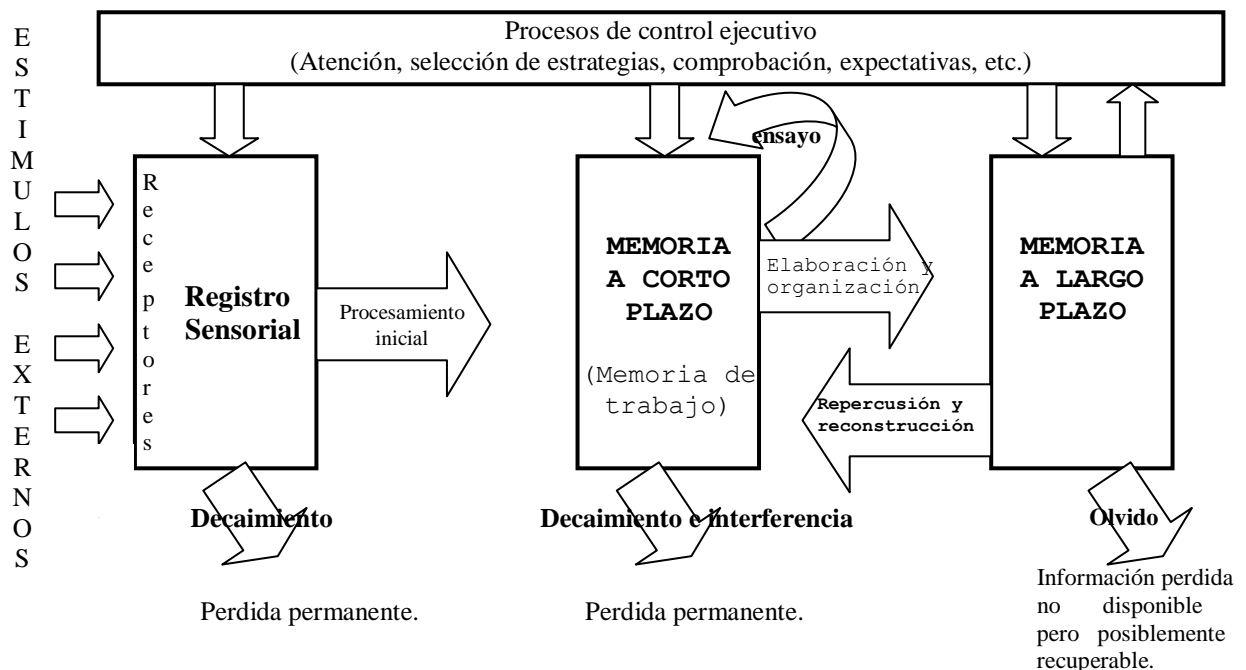 Procesos de control ejecutivo
(Atención, selección de estrategias, comprobación, expectativas, etc.)
ESTIMULOS EXTERNOS
Receptores
Registro
Sensorial
Procesamiento
inicial
ensayo
MEMORIA
A CORTO
PLAZO
(Memoria de
trabajo)
Elaboración y
organización
Repercusión y
reconstrucción
MEMORIA
A LARGO
PLAZO
Decaimiento
Decaimiento e interferencia
Olvido
Perdida permanente.
Perdida permanente.
Información perdida
no disponible
pero posiblemente
recuperable.